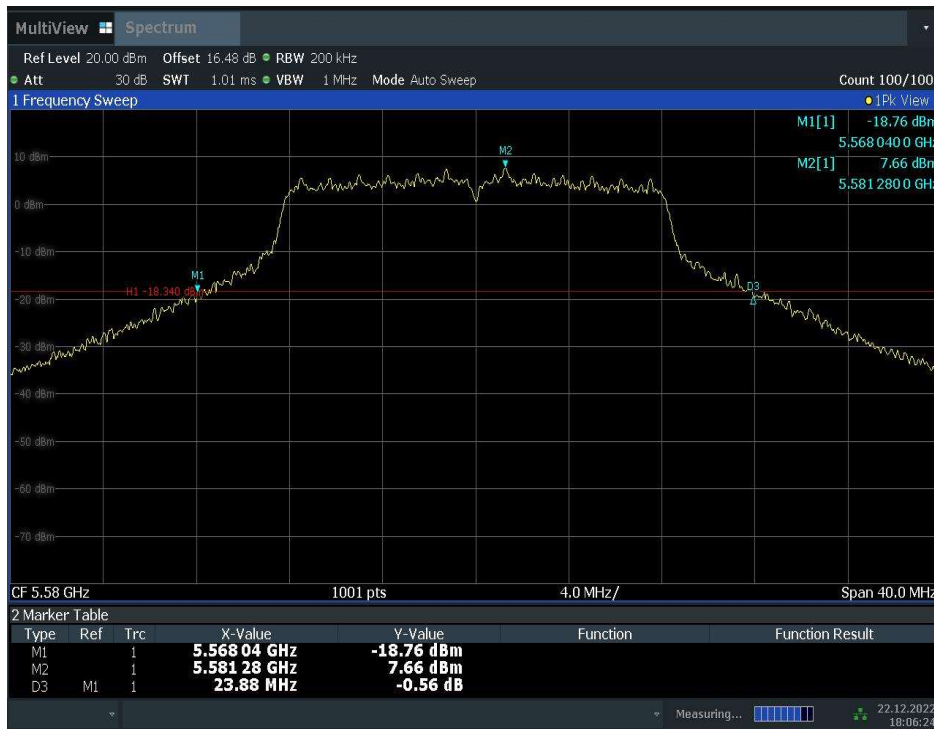 MultiView Spectrum
Ref Level 20.00 dBm Offset 16.48 dB RBW 200 kHz
Att 30 dB SWT 1.01 ms VBW 1 MHz Mode Auto Sweep Count 100/100
1 Frequency Sweep 1Pk View
M1[1] -18.76 dBm
5.568 040 0 GHz
M2[1] 7.66 dBm
5.581 280 0 GHz
M2
10 dBm
0 dBm
-10 dBm
M1
H1 -18.340 dBm
D3
-20 dBm
-30 dBm
-40 dBm
-50 dBm
-60 dBm
-70 dBm
CF 5.58 GHz 1001 pts 4.0 MHz/ Span 40.0 MHz
2 Marker Table
Type Ref Trc X-Value Y-Value Function Function Result
M1 1 5.568 04 GHz -18.76 dBm
M2 1 5.581 28 GHz 7.66 dBm
D3 M1 1 23.88 MHz -0.56 dB
Measuring... 22.12.2022
18:06:24